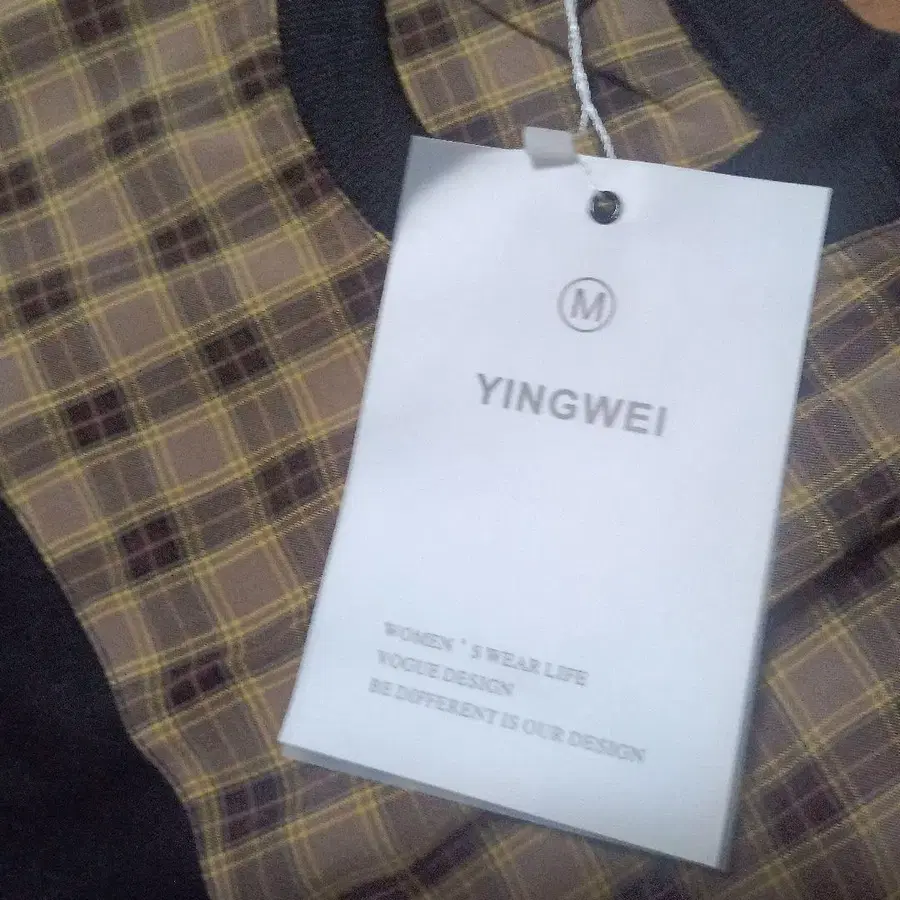 M
YINGWEI
WOMEN ' S WEAR LIFE
VOGUE DESIGN
BE DIFFERENT IS OUR DESIGN